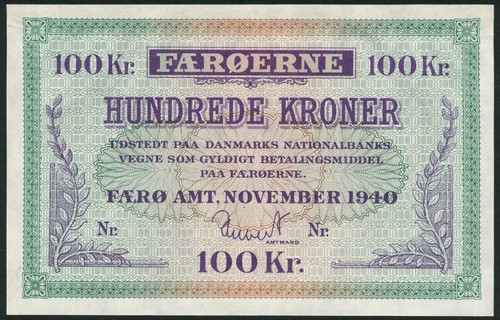 100 Kr. FÆRØERNE 100 Kr.
HUNDREDE KRONER
UDSTEDT PAA DANMARKS NATIONALBANKS
VEGNE SOM GYLDIGT BETALINGSMIDDEL
PAA FÆRØERNE.
FÆRØ AMT, NOVEMBER 1940
Nr. Nr.
AMTMAND
100 Kr.